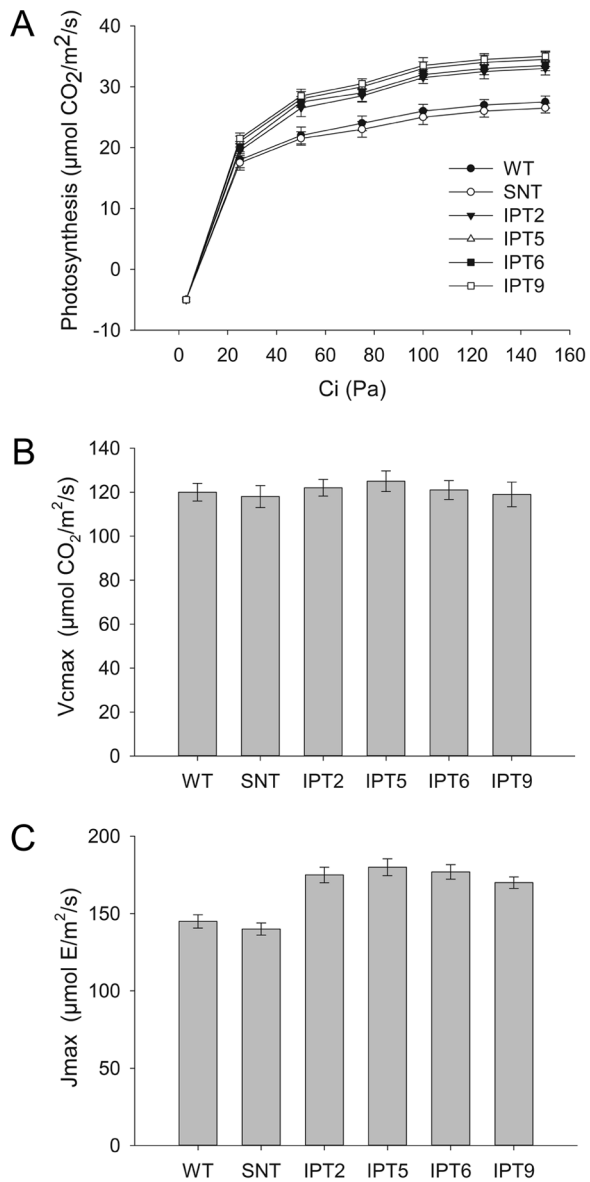 A
Photosynthesis (μmol CO2/m2/s)
40
30
20
10
0
-10
0 20 40 60 80 100 120 140 160
Ci (Pa)
WT
SNT
IPT2
IPT5
IPT6
IPT9
B
Vcmax (μmol CO2/m2/s)
140
120
100
80
60
40
20
0
WT SNT IPT2 IPT5 IPT6 IPT9
C
Jmax (μmol E/m2/s)
200
150
100
50
0
WT SNT IPT2 IPT5 IPT6 IPT9